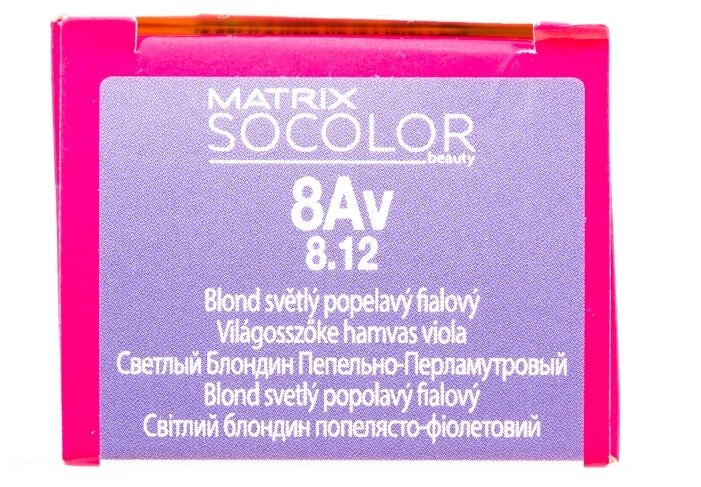 MATRIX
SOCOLOR
beauty
8Av
8.12
Blond světlý popelavý fialový
Világosszőke hamvas viola
Светлый Блондин Пепельно-Перламутровый
Blond svetlý popolavý fialový
Світлий блондин попелясто-фіолетовий